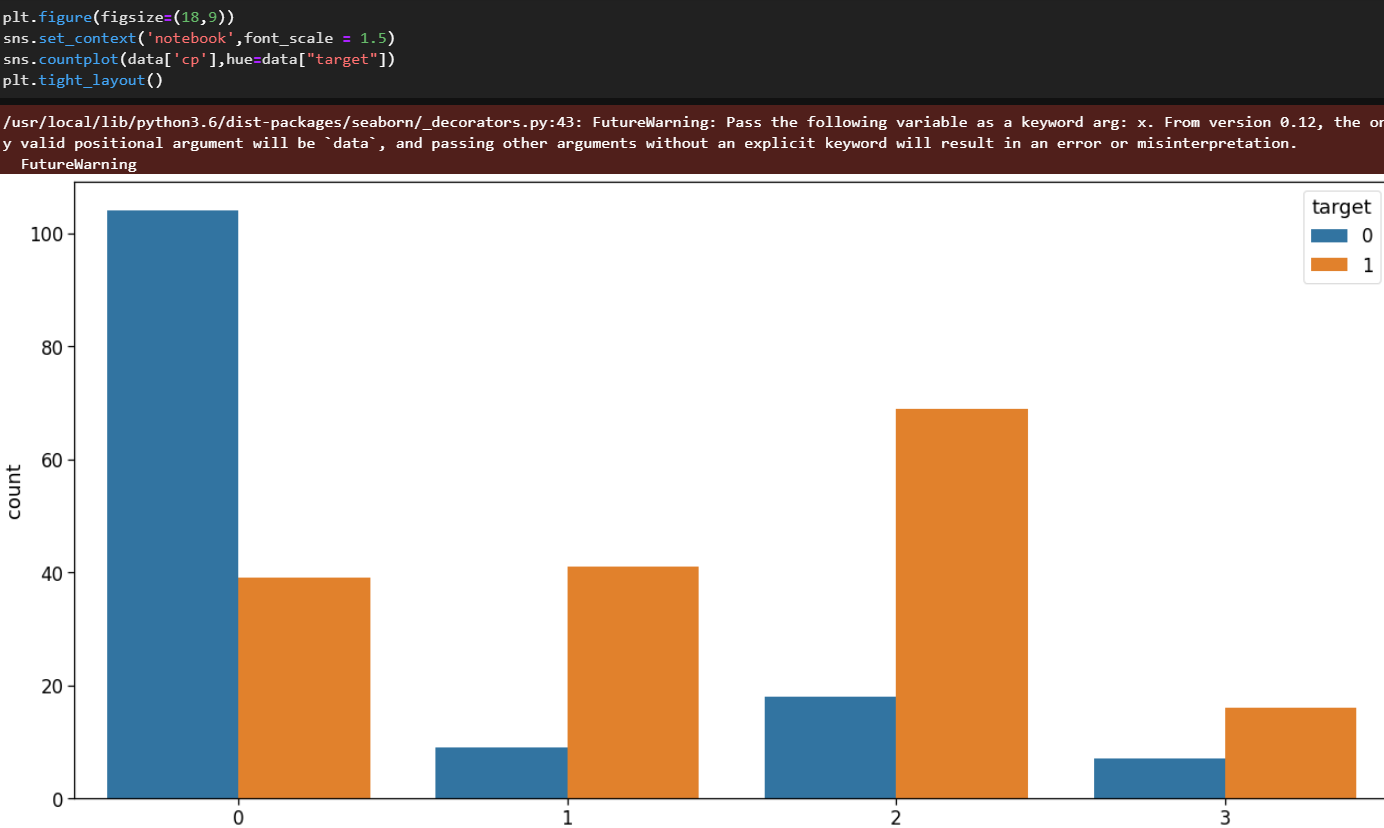 plt.figure(figsize=(18,9))
sns.set_context('notebook',font_scale = 1.5)
sns.countplot(data['cp'],hue=data["target"])
plt.tight_layout()
/usr/local/lib/python3.6/dist-packages/seaborn/_decorators.py:43: FutureWarning: Pass the following variable as a keyword arg: x. From version 0.12, the on
y valid positional argument will be `data`, and passing other arguments without an explicit keyword will result in an error or misinterpretation.
  FutureWarning
target
0
1
100
80
60
40
20
0
count
0 1 2 3